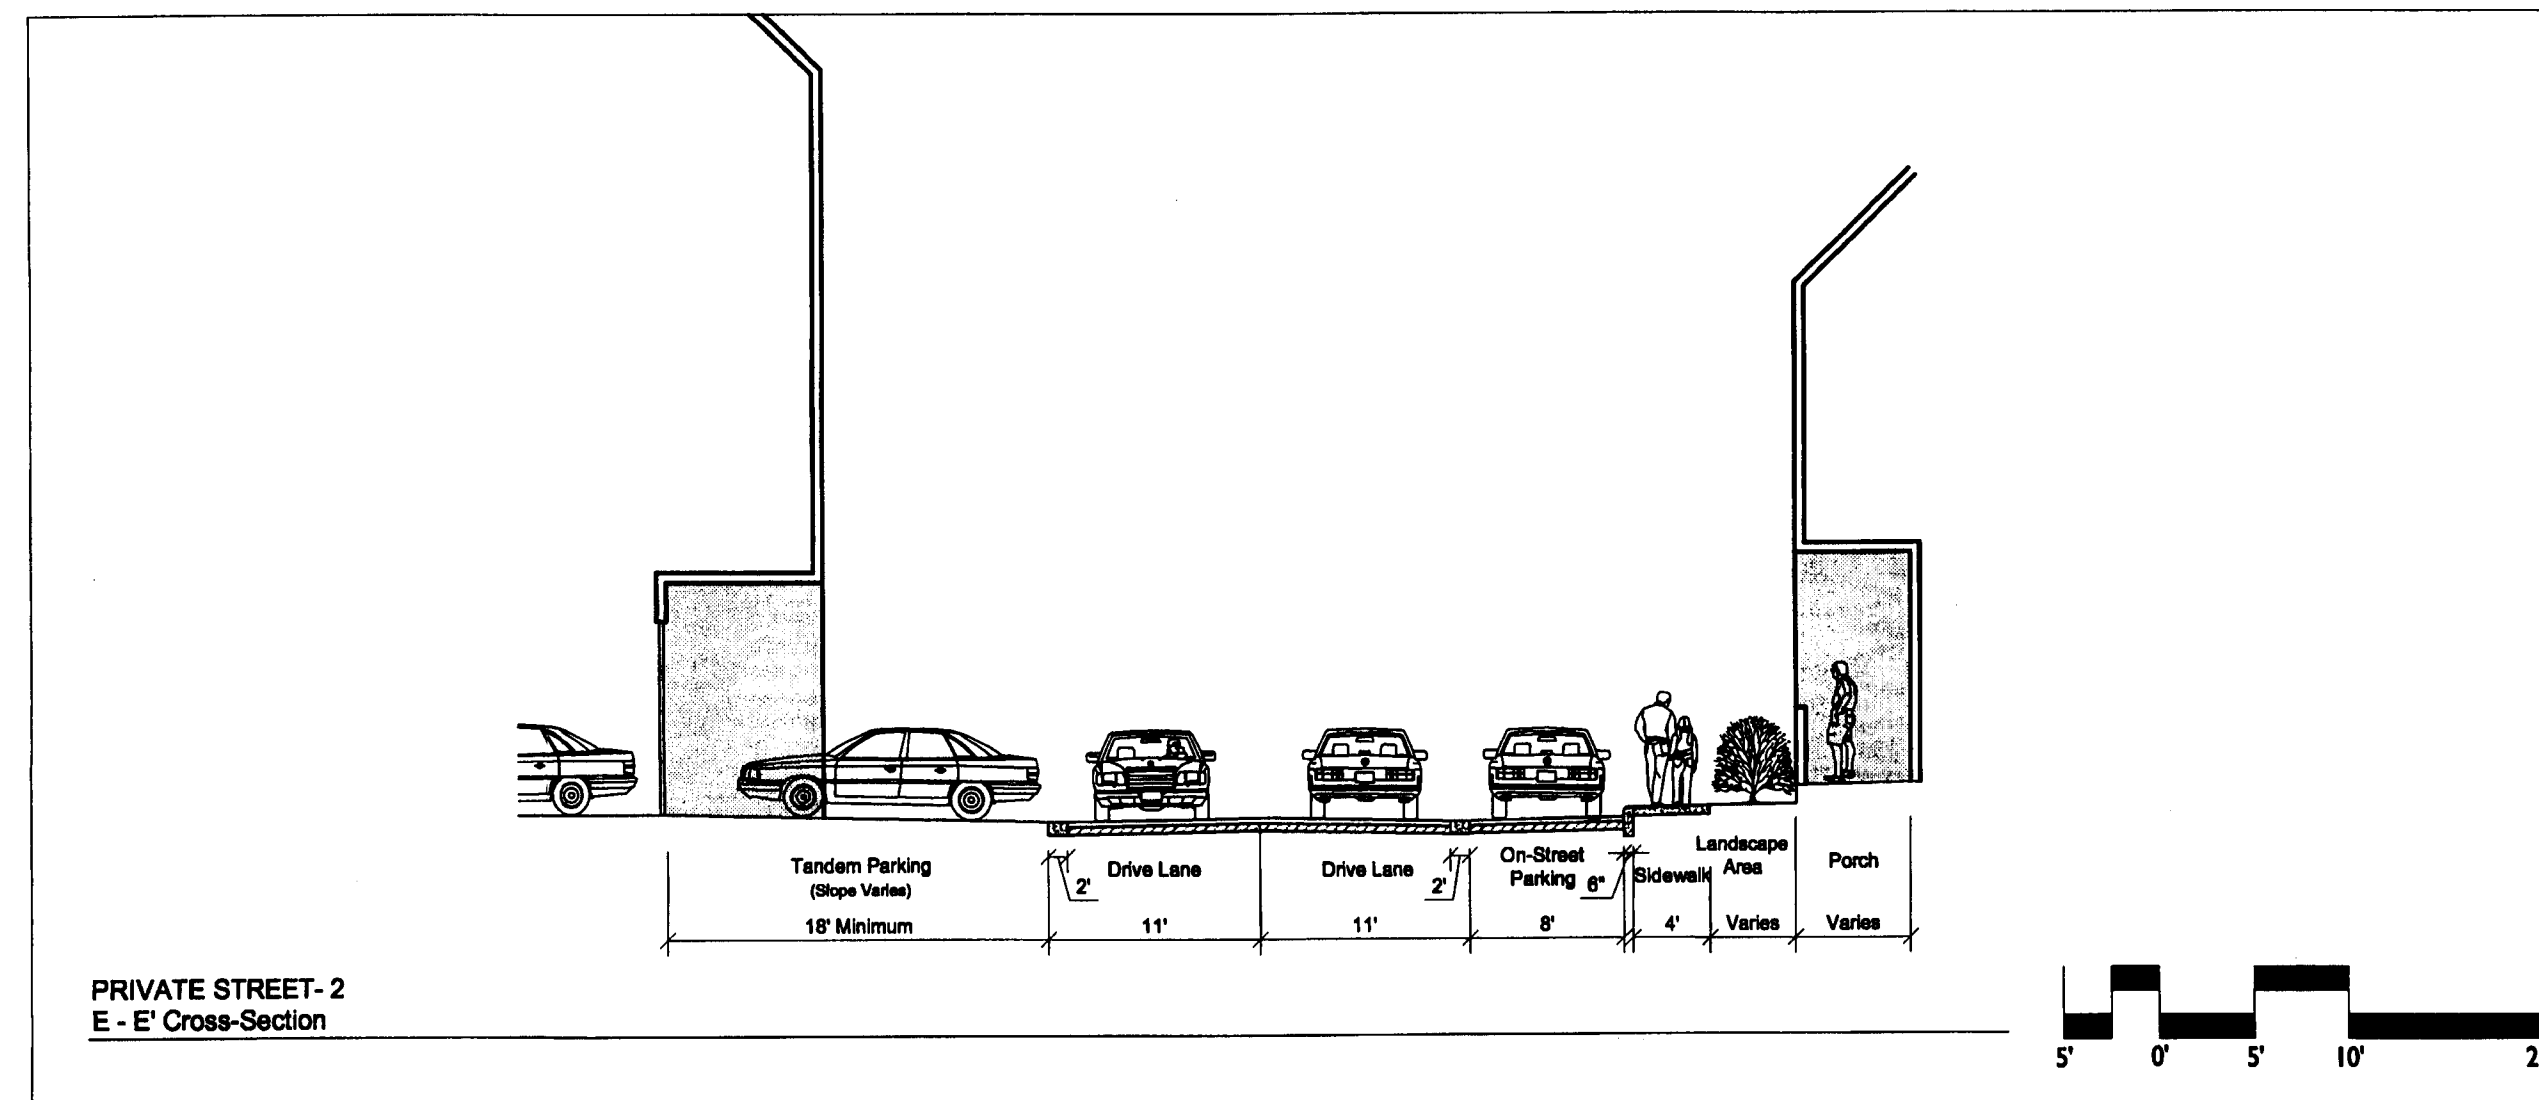 Tandem Parking
(Slope Varies)
18' Minimum
2'
Drive Lane
11'
Drive Lane
2'
11'
On-Street
Parking
6"
8'
Sidewalk
4'
Landscape
Area
Varies
Porch
Varies
PRIVATE STREET- 2
E - E' Cross-Section
5' 0' 5' 10'